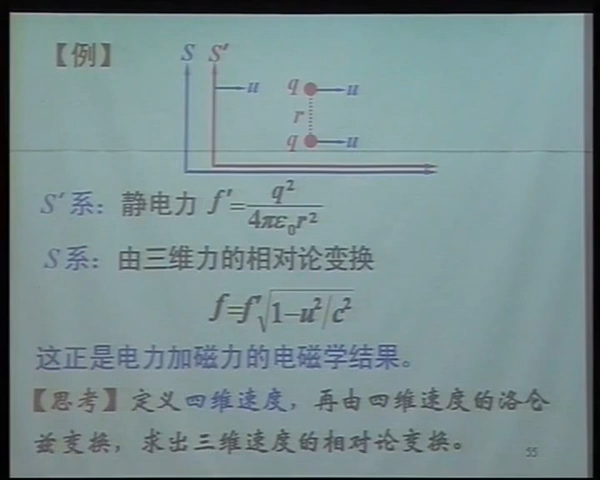 【例】
S S′
u
q u
r
q u
S′系：静电力 f′=q²/4πε₀r²
S系：由三维力的相对论变换
f=f′√1−u²/c²
这正是电力加磁力的电磁学结果。
【思考】定义四维速度，再由四维速度的洛仑
兹变换，求出三维速度的相对论变换。
55